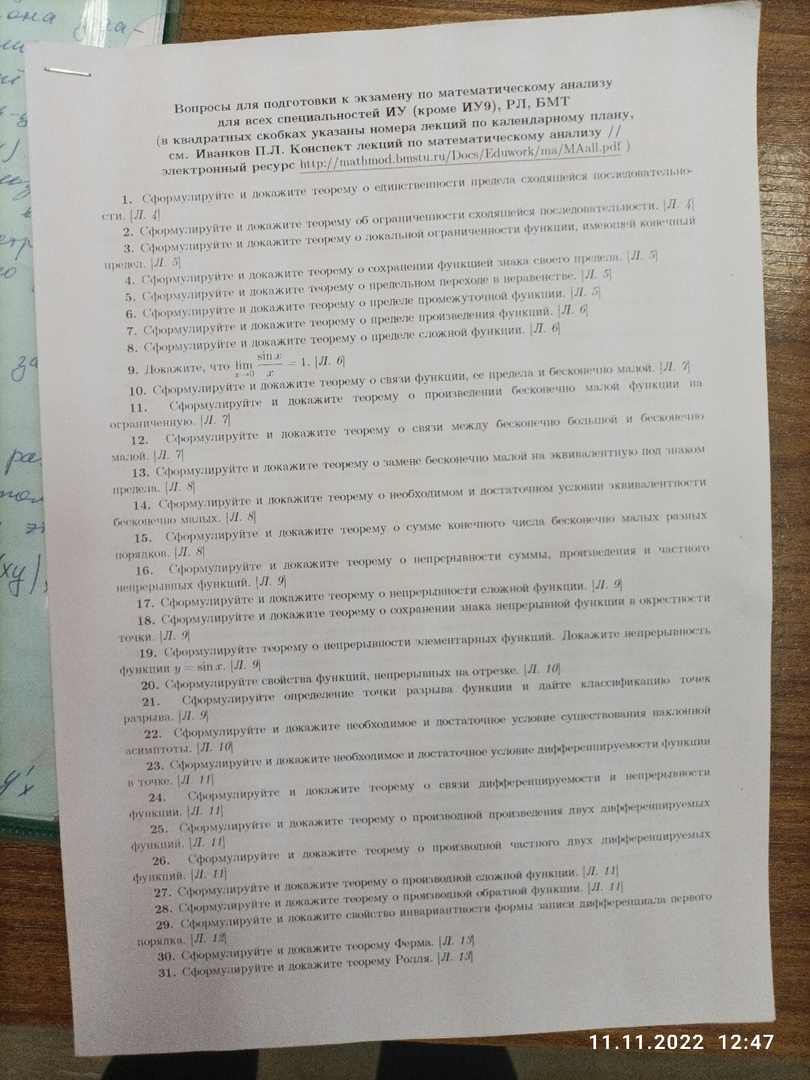 Вопросы для подготовки к экзамену по математическому анализу
для всех специальностей ИУ (кроме ИУ9), РЛ, БМТ
(в квадратных скобках указаны номера лекций по календарному плану,
см. Иванков П.Л. Конспект лекций по математическому анализу //
электронный ресурс http://mathmod.bmstu.ru/Docs/Eduwork/ma/MAall.pdf )
1. Сформулируйте и докажите теорему о единственности предела сходящейся последовательно-
сти. [Л. 4]
2. Сформулируйте и докажите теорему об ограниченности сходящейся последовательности. [Л. 4]
3. Сформулируйте и докажите теорему о локальной ограниченности функции, имеющей конечный
предел. [Л. 5]
4. Сформулируйте и докажите теорему о сохранении функцией знака своего предела. [Л. 5]
5. Сформулируйте и докажите теорему о предельном переходе в неравенстве. [Л. 5]
6. Сформулируйте и докажите теорему о пределе промежуточной функции. [Л. 5]
7. Сформулируйте и докажите теорему о пределе произведения функций. [Л. 6]
8. Сформулируйте и докажите теорему о пределе сложной функции. [Л. 6]
9. Докажите, что lim x→0 sin x / x = 1. [Л. 6]
10. Сформулируйте и докажите теорему о связи функции, ее предела и бесконечно малой. [Л. 7]
11. Сформулируйте и докажите теорему о произведении бесконечно малой функции на
ограниченную. [Л. 7]
12. Сформулируйте и докажите теорему о связи между бесконечно большой и бесконечно
малой. [Л. 7]
13. Сформулируйте и докажите теорему о замене бесконечно малой на эквивалентную под знаком
предела. [Л. 8]
14. Сформулируйте и докажите теорему о необходимом и достаточном условии эквивалентности
бесконечно малых. [Л. 8]
15. Сформулируйте и докажите теорему о сумме конечного числа бесконечно малых разных
порядков. [Л. 8]
16. Сформулируйте и докажите теорему о непрерывности суммы, произведения и частного
непрерывных функций. [Л. 9]
17. Сформулируйте и докажите теорему о непрерывности сложной функции. [Л. 9]
18. Сформулируйте и докажите теорему о сохранении знака непрерывной функции в окрестности
точки. [Л. 9]
19. Сформулируйте теорему о непрерывности элементарных функций. Докажите непрерывность
функции y = sin x. [Л. 9]
20. Сформулируйте свойства функций, непрерывных на отрезке. [Л. 10]
21. Сформулируйте определение точки разрыва функции и дайте классификацию точек
разрыва. [Л. 9]
22. Сформулируйте и докажите необходимое и достаточное условие существования наклонной
асимптоты. [Л. 10]
23. Сформулируйте и докажите необходимое и достаточное условие дифференцируемости функции
в точке. [Л. 11]
24. Сформулируйте и докажите теорему о связи дифференцируемости и непрерывности
функции. [Л. 11]
25. Сформулируйте и докажите теорему о производной произведения двух дифференцируемых
функций. [Л. 11]
26. Сформулируйте и докажите теорему о производной частного двух дифференцируемых
функций. [Л. 11]
27. Сформулируйте и докажите теорему о производной сложной функции. [Л. 11]
28. Сформулируйте и докажите теорему о производной обратной функции. [Л. 11]
29. Сформулируйте и докажите свойство инвариантности формы записи дифференциала первого
порядка. [Л. 12]
30. Сформулируйте и докажите теорему Ферма. [Л. 13]
31. Сформулируйте и докажите теорему Ролля. [Л. 13]
11.11.2022 12:47